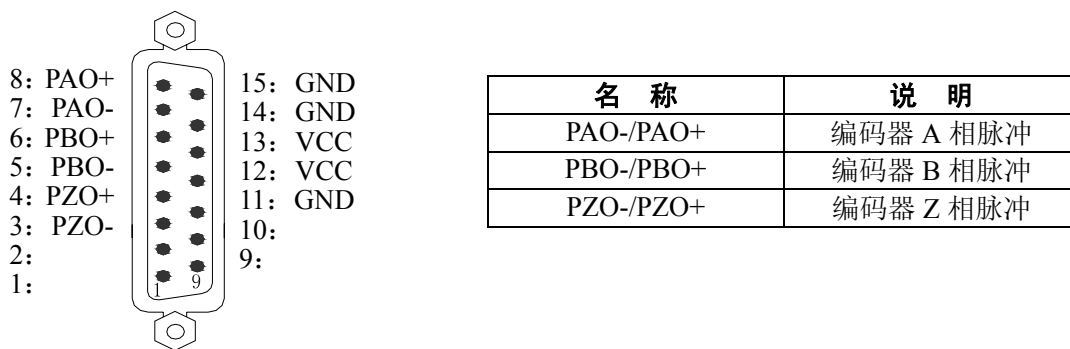 8: PAO+
7: PAO-
6: PBO+
5: PBO-
4: PZO+
3: PZO-
2:
1:
1 9
15: GND
14: GND
13: VCC
12: VCC
11: GND
10:
9:
名 称 说 明
PAO-/PAO+ 编码器 A 相脉冲
PBO-/PBO+ 编码器 B 相脉冲
PZO-/PZO+ 编码器 Z 相脉冲